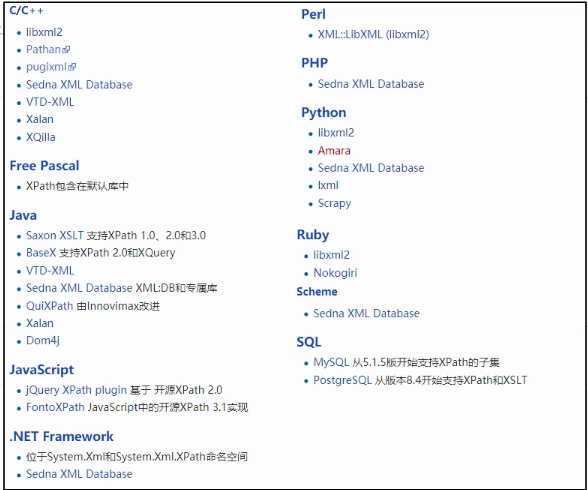 C/C++
libxml2
Pathan
pugixml
Sedna XML Database
VTD-XML
Xalan
XQilla
Free Pascal
XPath包含在默认库中
Java
Saxon XSLT 支持XPath 1.0、2.0和3.0
BaseX 支持XPath 2.0和XQuery
VTD-XML
Sedna XML Database XML:DB和专属库
QuiXPath 由Innovimax改进
Xalan
Dom4j
JavaScript
jQuery XPath plugin 基于 开源XPath 2.0
FontoXPath JavaScript中的开源XPath 3.1实现
.NET Framework
位于System.Xml和System.Xml.XPath命名空间
Sedna XML Database
Perl
XML::LibXML (libxml2)
PHP
Sedna XML Database
Python
libxml2
Amara
Sedna XML Database
lxml
Scrapy
Ruby
libxml2
Nokogiri
Scheme
Sedna XML Database
SQL
MySQL 从5.1.5版开始支持XPath的子集
PostgreSQL 从版本8.4开始支持XPath和XSLT